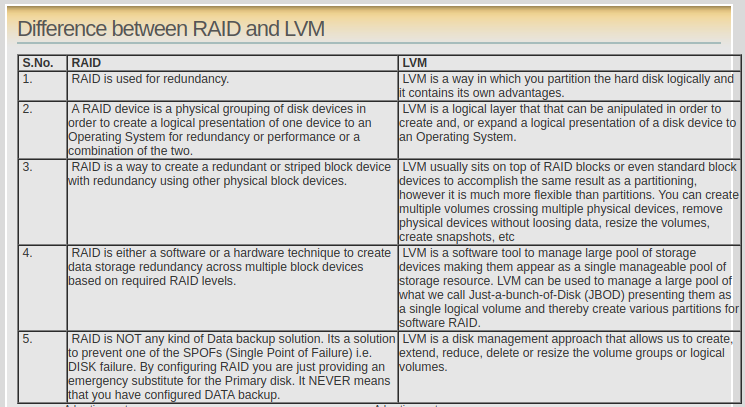 Difference between RAID and LVM
S.No. RAID LVM
1. RAID is used for redundancy. LVM is a way in which you partition the hard disk logically and
it contains its own advantages.
2. A RAID device is a physical grouping of disk devices in
order to create a logical presentation of one device to an
Operating System for redundancy or performance or a
combination of the two.
LVM is a logical layer that that can be anipulated in order to
create and, or expand a logical presentation of a disk device to
an Operating System.
3. RAID is a way to create a redundant or striped block device
with redundancy using other physical block devices.
LVM usually sits on top of RAID blocks or even standard block
devices to accomplish the same result as a partitioning,
however it is much more flexible than partitions. You can create
multiple volumes crossing multiple physical devices, remove
physical devices without loosing data, resize the volumes,
create snapshots, etc
4. RAID is either a software or a hardware technique to create
data storage redundancy across multiple block devices
based on required RAID levels.
LVM is a software tool to manage large pool of storage
devices making them appear as a single manageable pool of
storage resource. LVM can be used to manage a large pool of
what we call Just-a-bunch-of-Disk (JBOD) presenting them as
a single logical volume and thereby create various partitions for
software RAID.
5. RAID is NOT any kind of Data backup solution. Its a solution
to prevent one of the SPOFs (Single Point of Failure) i.e.
DISK failure. By configuring RAID you are just providing an
emergency substitute for the Primary disk. It NEVER means
that you have configured DATA backup.
LVM is a disk management approach that allows us to create,
extend, reduce, delete or resize the volume groups or logical
volumes.